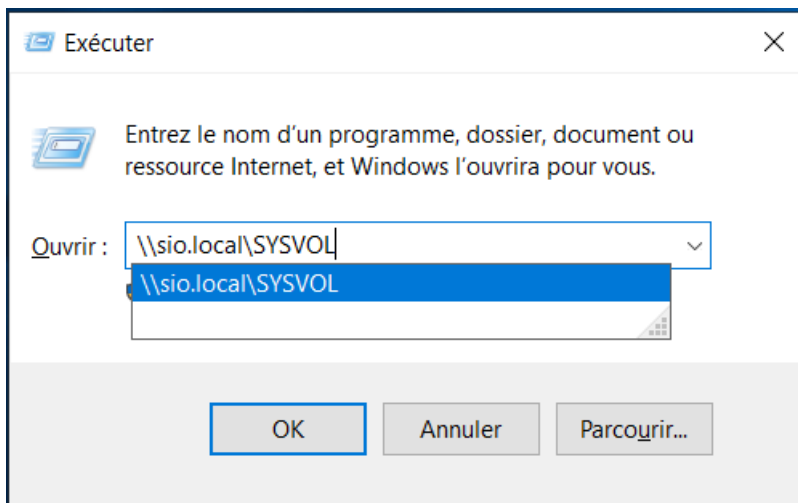 Exécuter
Entrez le nom d’un programme, dossier, document ou
ressource Internet, et Windows l’ouvrira pour vous.
Ouvrir : \\sio.local\SYSVOL
\\sio.local\SYSVOL
OK Annuler Parcourir...